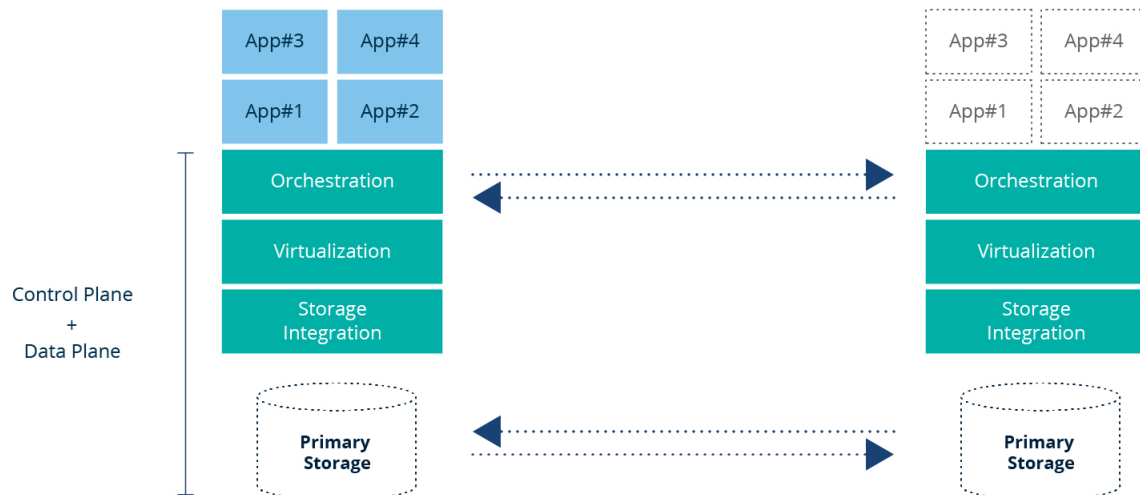 App#3
App#4
App#1
App#2
Orchestration
Virtualization
Storage
Integration
Primary
Storage
Control Plane
+
Data Plane
App#3
App#4
App#1
App#2
Orchestration
Virtualization
Storage
Integration
Primary
Storage